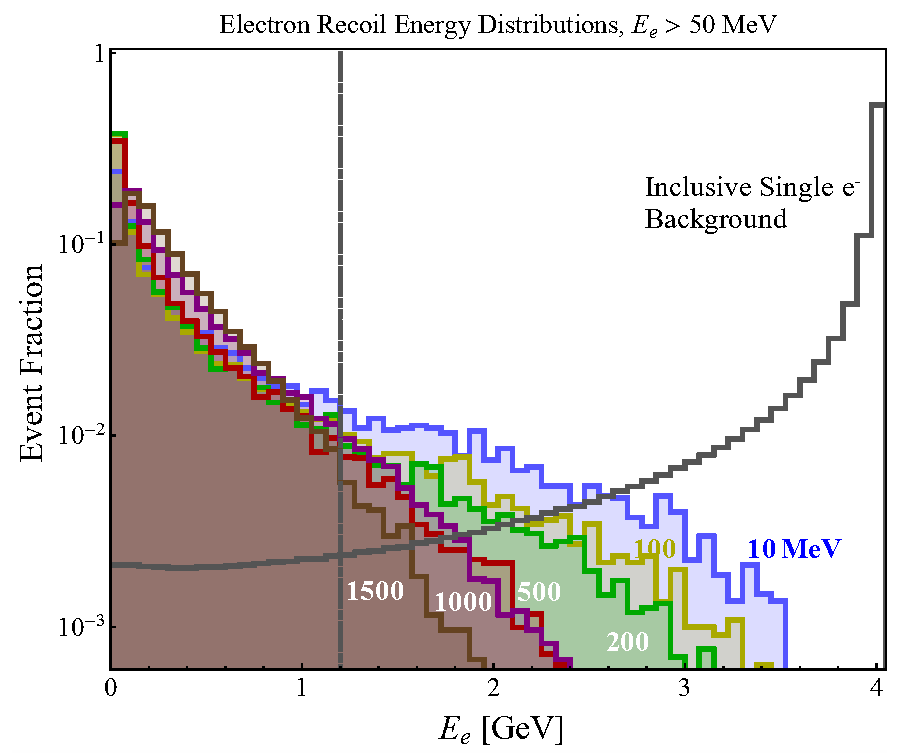 Electron Recoil Energy Distributions, E_e > 50 MeV
1
10⁻¹
10⁻²
10⁻³
Event Fraction
Inclusive Single e⁻
Background
10 MeV
100
1500
500
1000
200
0
1
2
3
4
E_e [GeV]